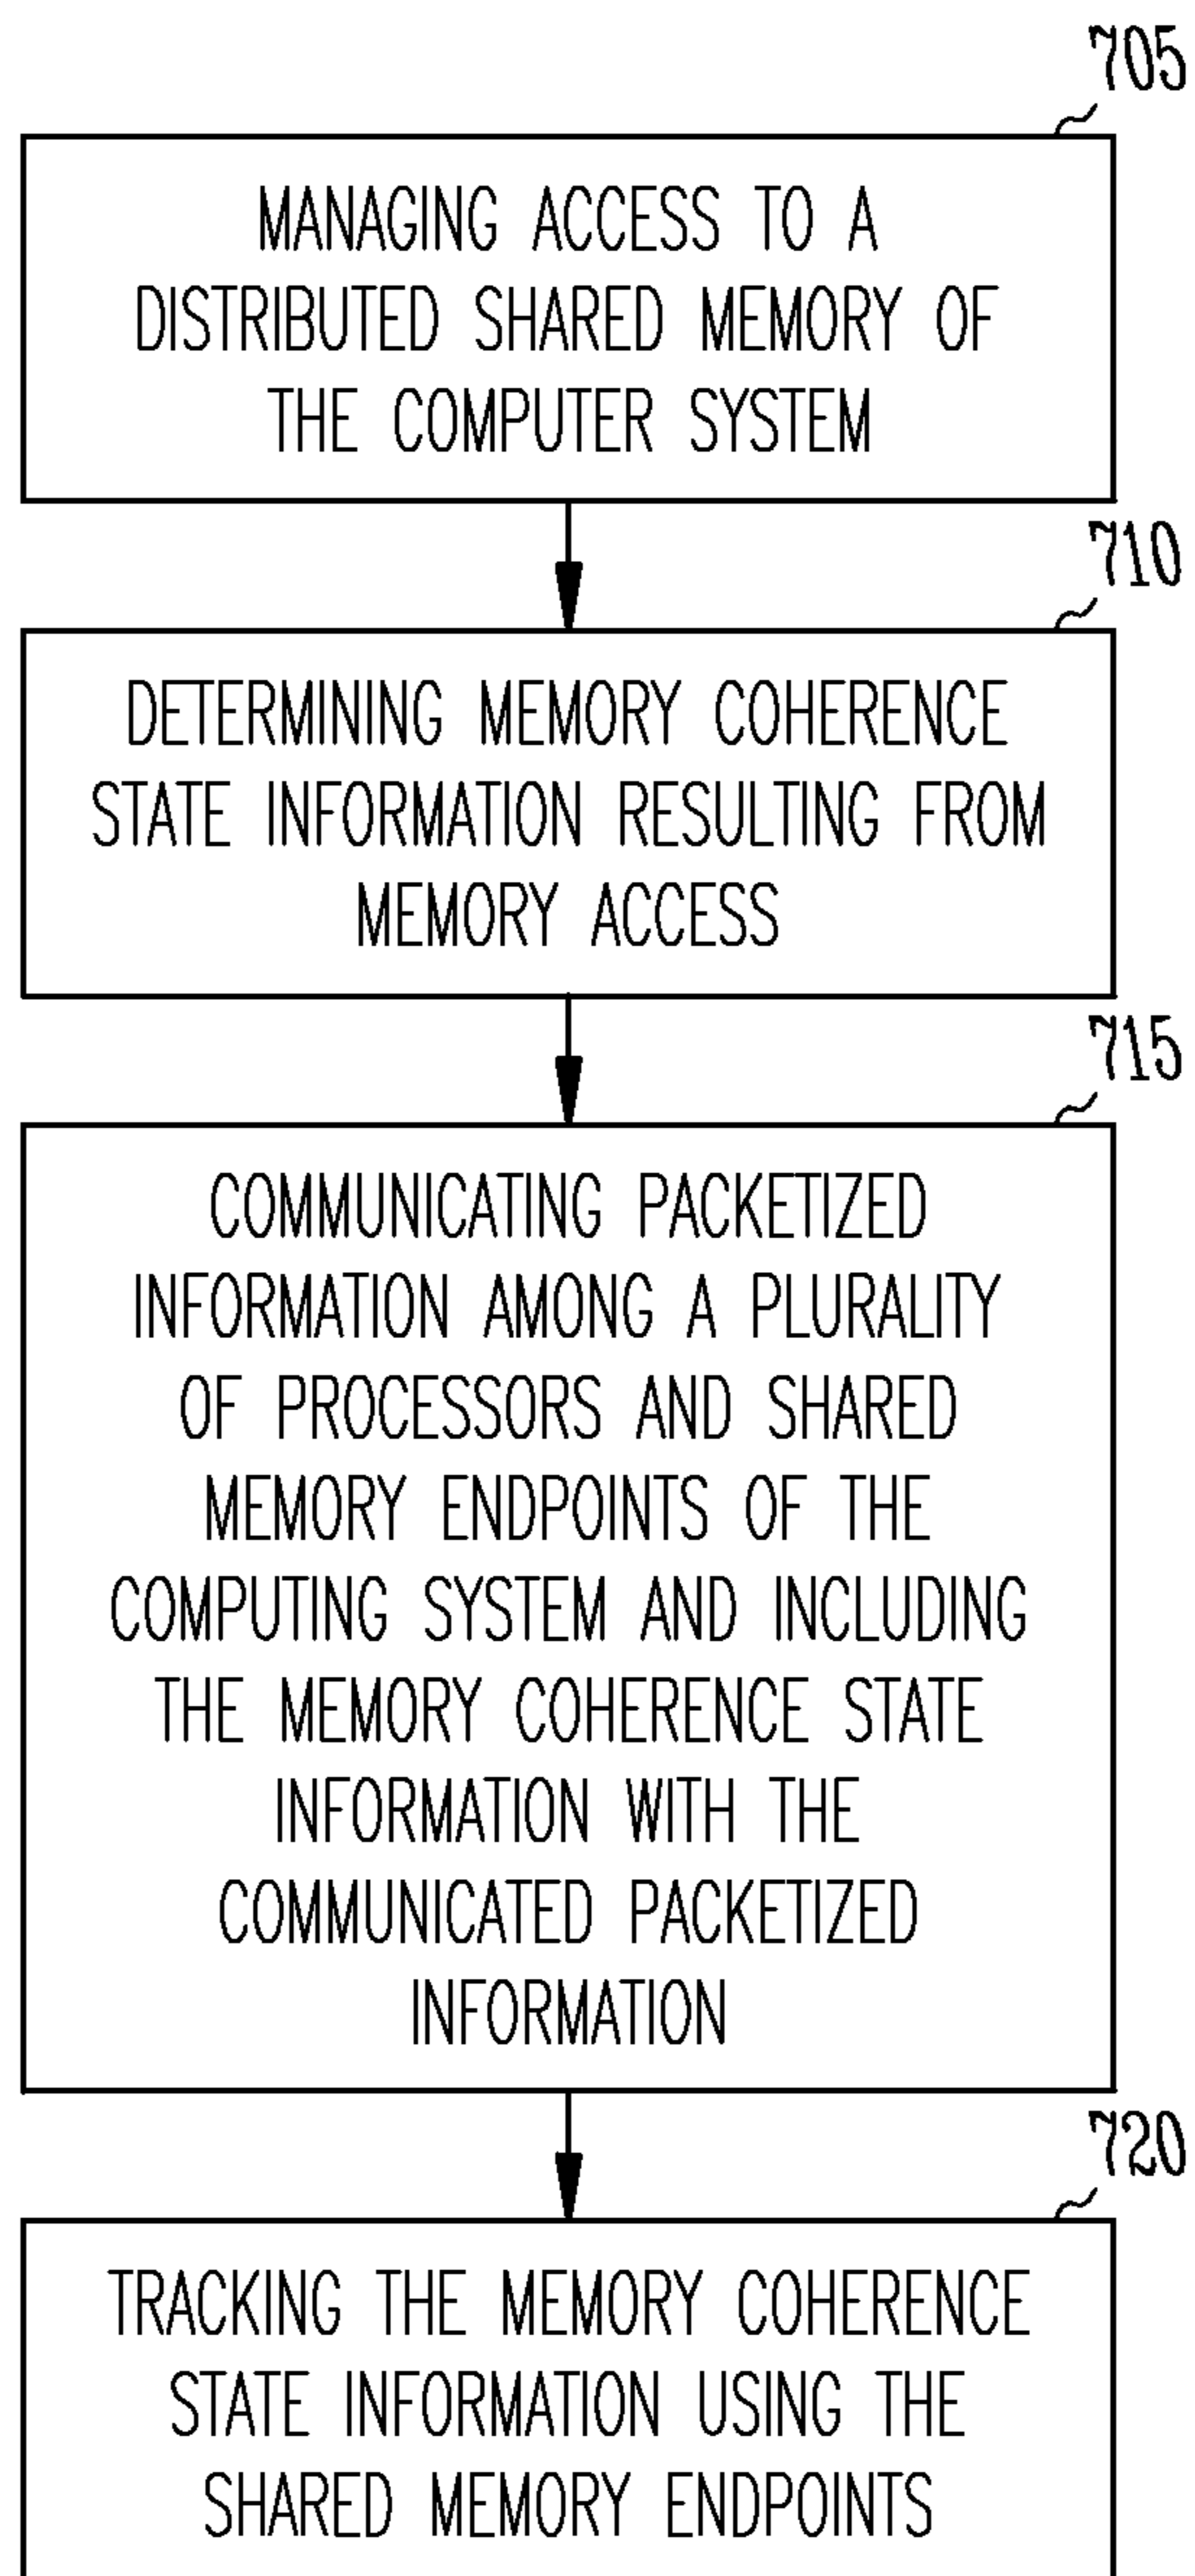 705
MANAGING ACCESS TO A
DISTRIBUTED SHARED MEMORY OF
THE COMPUTER SYSTEM
710
DETERMINING MEMORY COHERENCE
STATE INFORMATION RESULTING FROM
MEMORY ACCESS
715
COMMUNICATING PACKETIZED
INFORMATION AMONG A PLURALITY
OF PROCESSORS AND SHARED
MEMORY ENDPOINTS OF THE
COMPUTING SYSTEM AND INCLUDING
THE MEMORY COHERENCE STATE
INFORMATION WITH THE
COMMUNICATED PACKETIZED
INFORMATION
720
TRACKING THE MEMORY COHERENCE
STATE INFORMATION USING THE
SHARED MEMORY ENDPOINTS